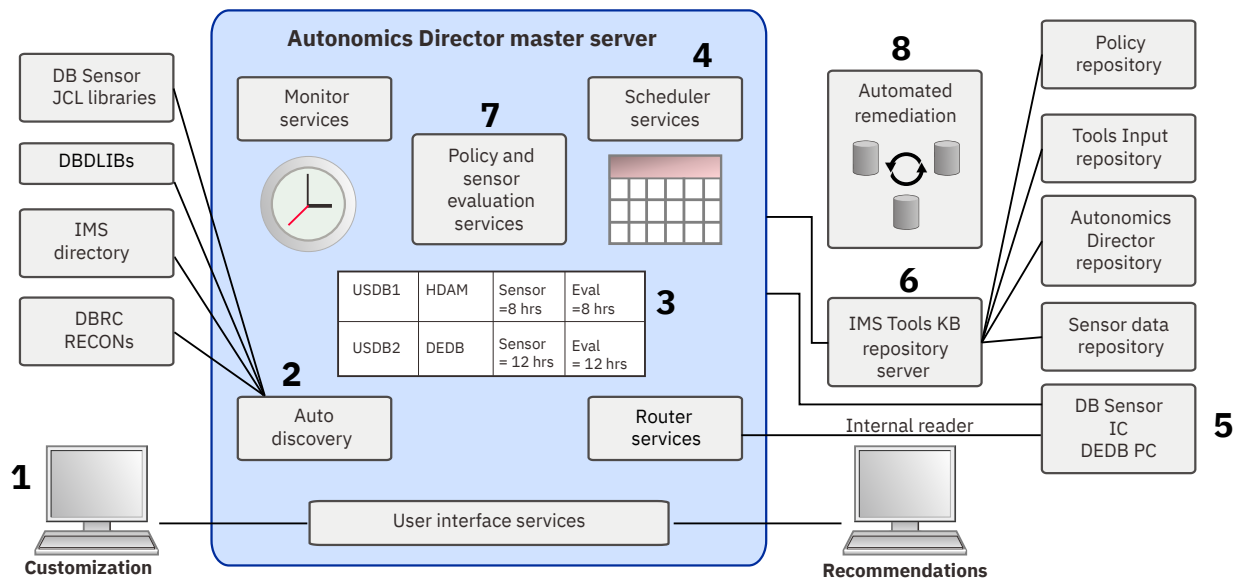 Autonomics Director master server
DB Sensor
JCL libraries
DBDLIBs
IMS
directory
DBRC
RECONs
Monitor
services
7
Policy and
sensor
evaluation
services
4
Scheduler
services
USDB1
HDAM
Sensor
=8 hrs
Eval
=8 hrs
USDB2
DEDB
Sensor
= 12 hrs
Eval
= 12 hrs
3
2
Auto
discovery
Router
services
User interface services
1
Customization
8
Automated
remediation
6
IMS Tools KB
repository
server
Policy
repository
Tools Input
repository
Autonomics
Director
repository
Sensor data
repository
DB Sensor
IC
DEDB PC
5
Internal reader
Recommendations